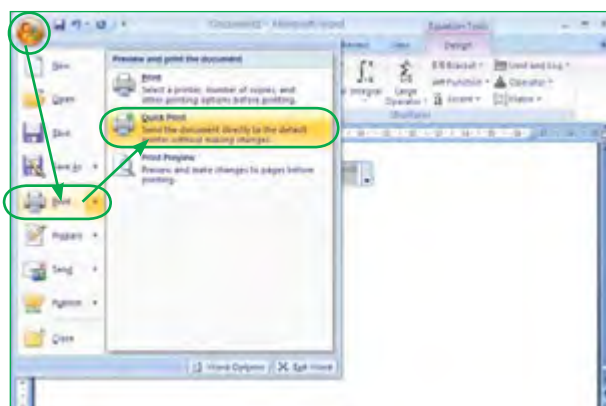 Document2 - Microsoft Word
Equation Tools
Design
New
Open
Save
Save As
Print
Prepare
Send
Publish
Close
Preview and print the document
Print
Select a printer, number of copies, and
other printing options before printing.
Quick Print
Send the document directly to the default
printer without making changes.
Print Preview
Preview and make changes to pages before
printing.
Integral
Large
Operator
Bracket
Function
Accent
Limit and Log
Operator
Matrix
Structures
Word Options
Exit Word